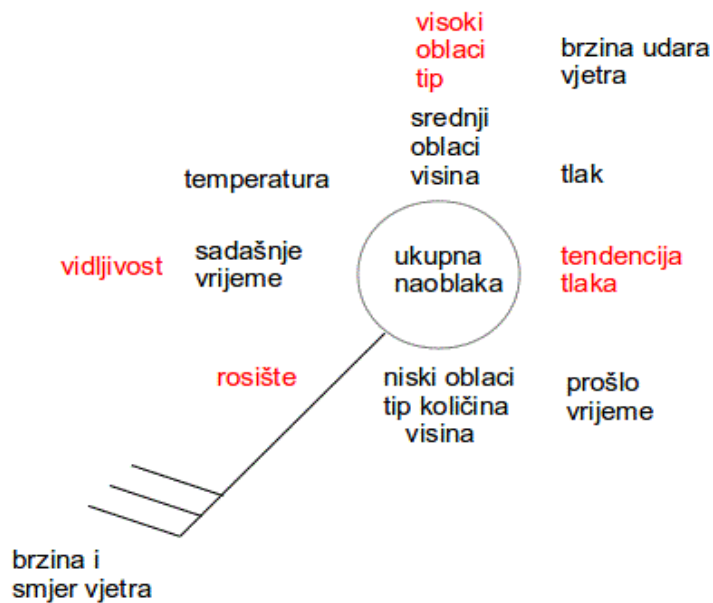 visoki
oblaci
tip
brzina udara
vjetra
srednji
oblaci
visina
temperatura
tlak
vidljivost
sadašnje
vrijeme
ukupna
naoblaka
tendencija
tlaka
rosište
niski oblaci
tip količina
visina
prošlo
vrijeme
brzina i
smjer vjetra